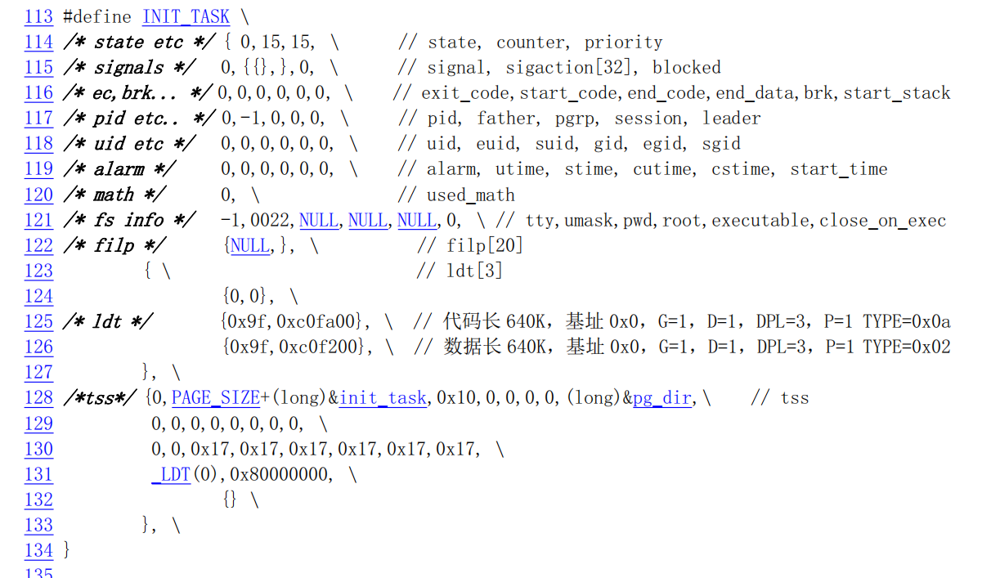 113 #define INIT_TASK \
114 /* state etc */ { 0,15,15, \ // state, counter, priority
115 /* signals */ 0,{{},},0, \ // signal, sigaction[32], blocked
116 /* ec,brk... */ 0,0,0,0,0,0, \ // exit_code,start_code,end_code,end_data,brk,start_stack
117 /* pid etc.. */ 0,-1,0,0,0, \ // pid, father, pgrp, session, leader
118 /* uid etc */ 0,0,0,0,0,0, \ // uid, euid, suid, gid, egid, sgid
119 /* alarm */ 0,0,0,0,0,0, \ // alarm, utime, stime, cutime, cstime, start_time
120 /* math */ 0, \ // used_math
121 /* fs info */ -1,0022,NULL,NULL,NULL,0, \ // tty,umask,pwd,root,executable,close_on_exec
122 /* filp */ {NULL,}, \ // filp[20]
123 { \ // ldt[3]
124 {0,0}, \
125 /* ldt */ {0x9f,0xc0fa00}, \ // 代码长 640K，基址 0x0，G=1，D=1，DPL=3，P=1 TYPE=0x0a
126 {0x9f,0xc0f200}, \ // 数据长 640K，基址 0x0，G=1，D=1，DPL=3，P=1 TYPE=0x02
127 }, \
128 /*tss*/ {0,PAGE_SIZE+(long)&init_task,0x10,0,0,0,0,(long)&pg_dir,\ // tss
129 0,0,0,0,0,0,0,0, \
130 0,0,0x17,0x17,0x17,0x17,0x17,0x17, \
131 _LDT(0),0x80000000, \
132 {} \
133 }, \
134 }
135